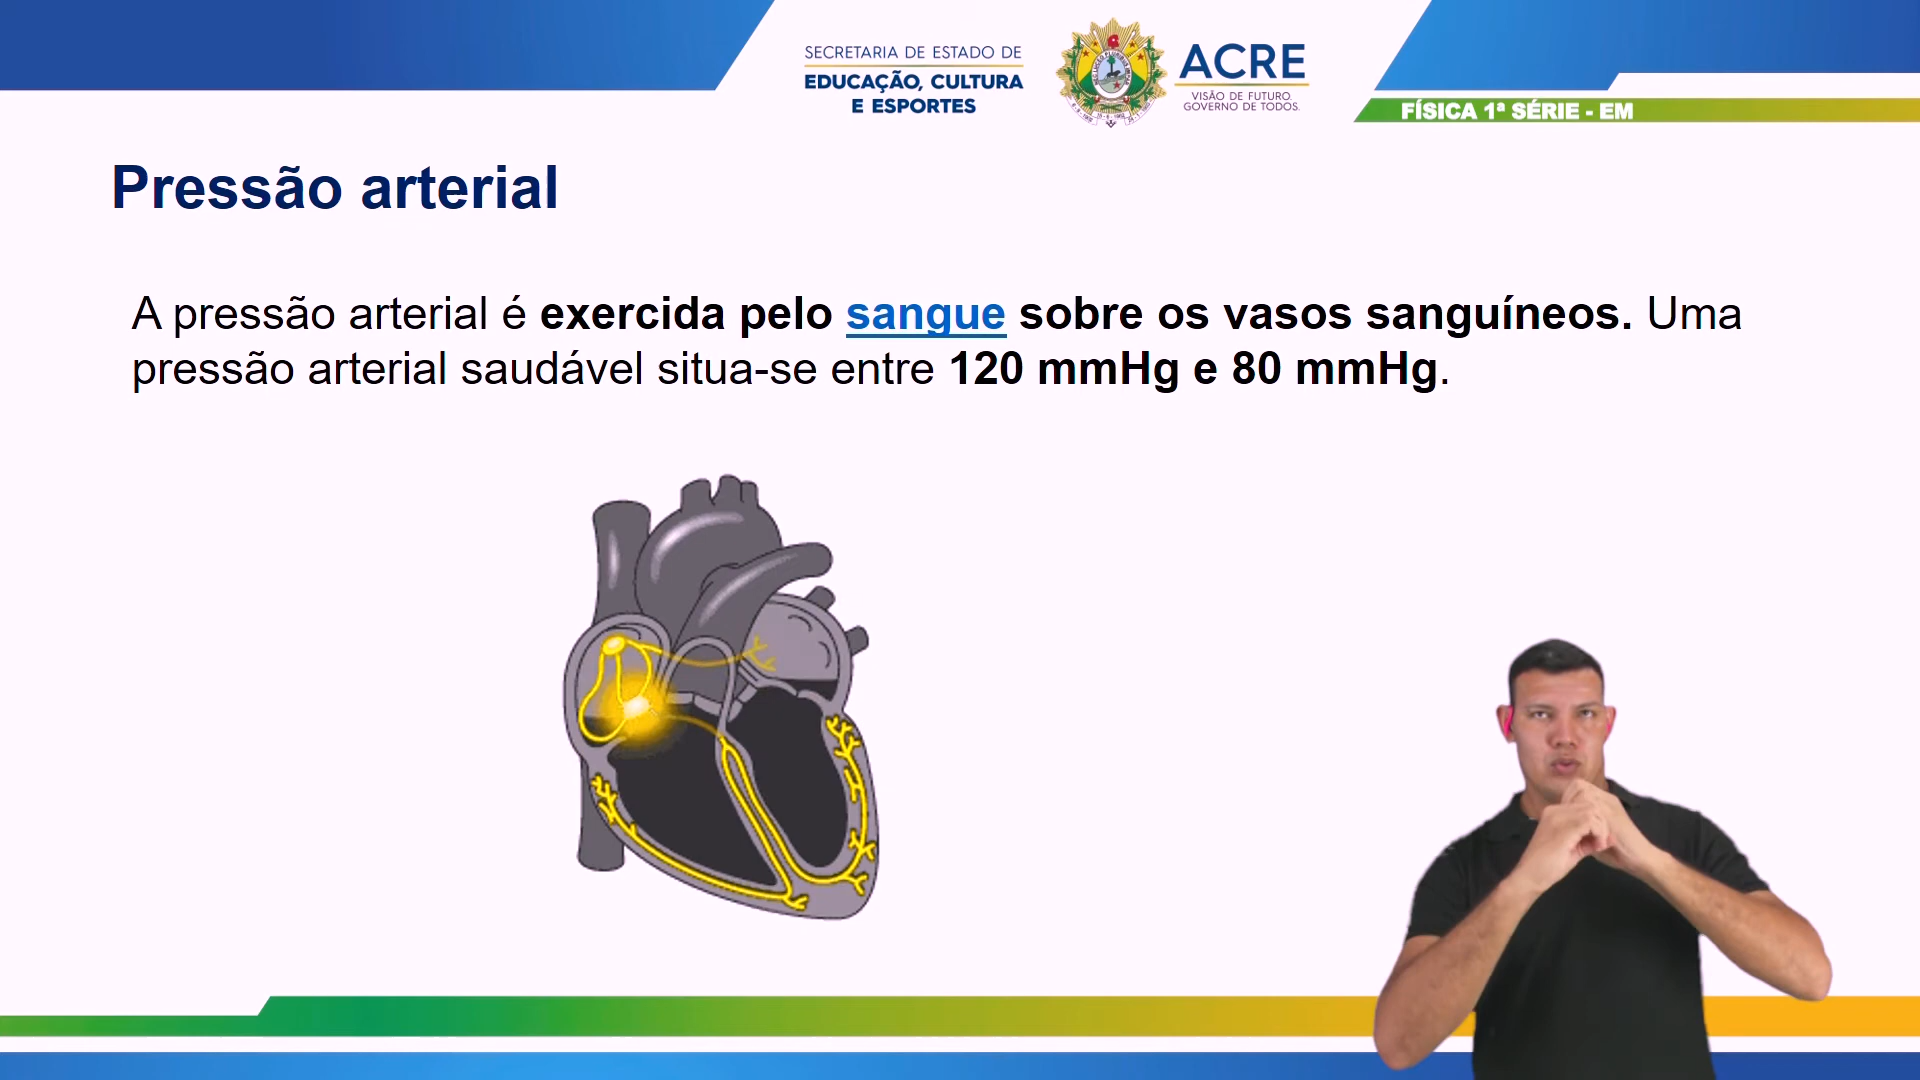 SECRETARIA DE ESTADO DE
EDUCAÇÃO, CULTURA
E ESPORTES
ACRE
VISÃO DE FUTURO.
GOVERNO DE TODOS.
FÍSICA 1ª SÉRIE - EM
Pressão arterial
A pressão arterial é exercida pelo sangue sobre os vasos sanguíneos. Uma
pressão arterial saudável situa-se entre 120 mmHg e 80 mmHg.